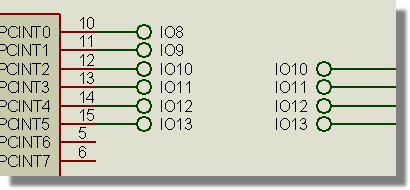 PCINT0 10 IO8
PCINT1 11 IO9
PCINT2 12 IO10 IO10
PCINT3 13 IO11 IO11
PCINT4 14 IO12 IO12
PCINT5 15 IO13 IO13
PCINT6 5
PCINT7 6